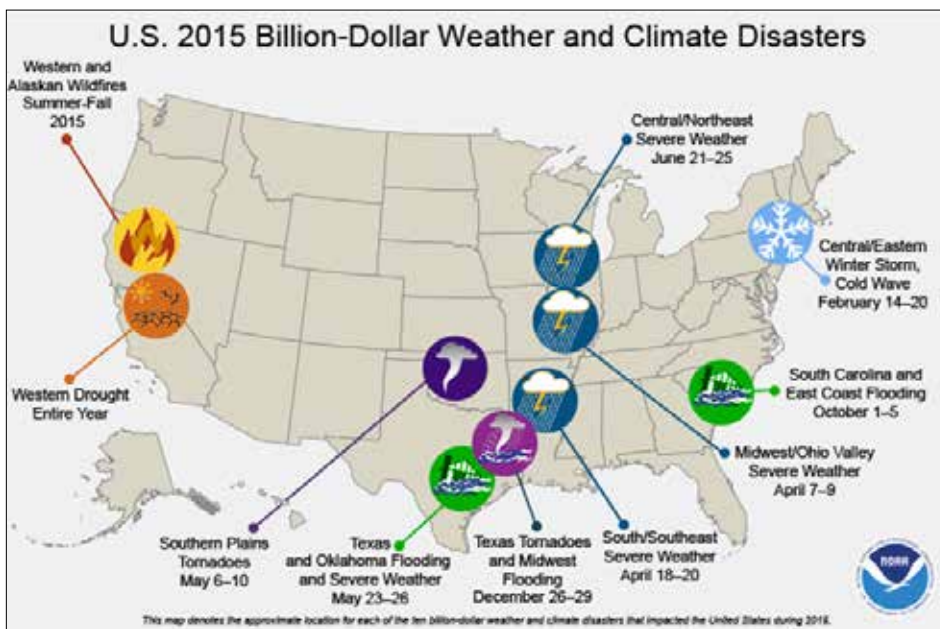 U.S. 2015 Billion-Dollar Weather and Climate Disasters
Western and
Alaskan Wildfires
Summer-Fall
2015
Central/Northeast
Severe Weather
June 21–25
Central/Eastern
Winter Storm,
Cold Wave
February 14–20
Western Drought
Entire Year
South Carolina and
East Coast Flooding
October 1–5
Midwest/Ohio Valley
Severe Weather
April 7–9
Southern Plains
Tornadoes
May 6–10
Texas
and Oklahoma Flooding
and Severe Weather
May 23–26
Texas Tornadoes
and Midwest
Flooding
December 26–29
South/Southeast
Severe Weather
April 18–20
NOAA
This map denotes the approximate location for each of the ten billion-dollar weather and climate disasters that impacted the United States during 2015.